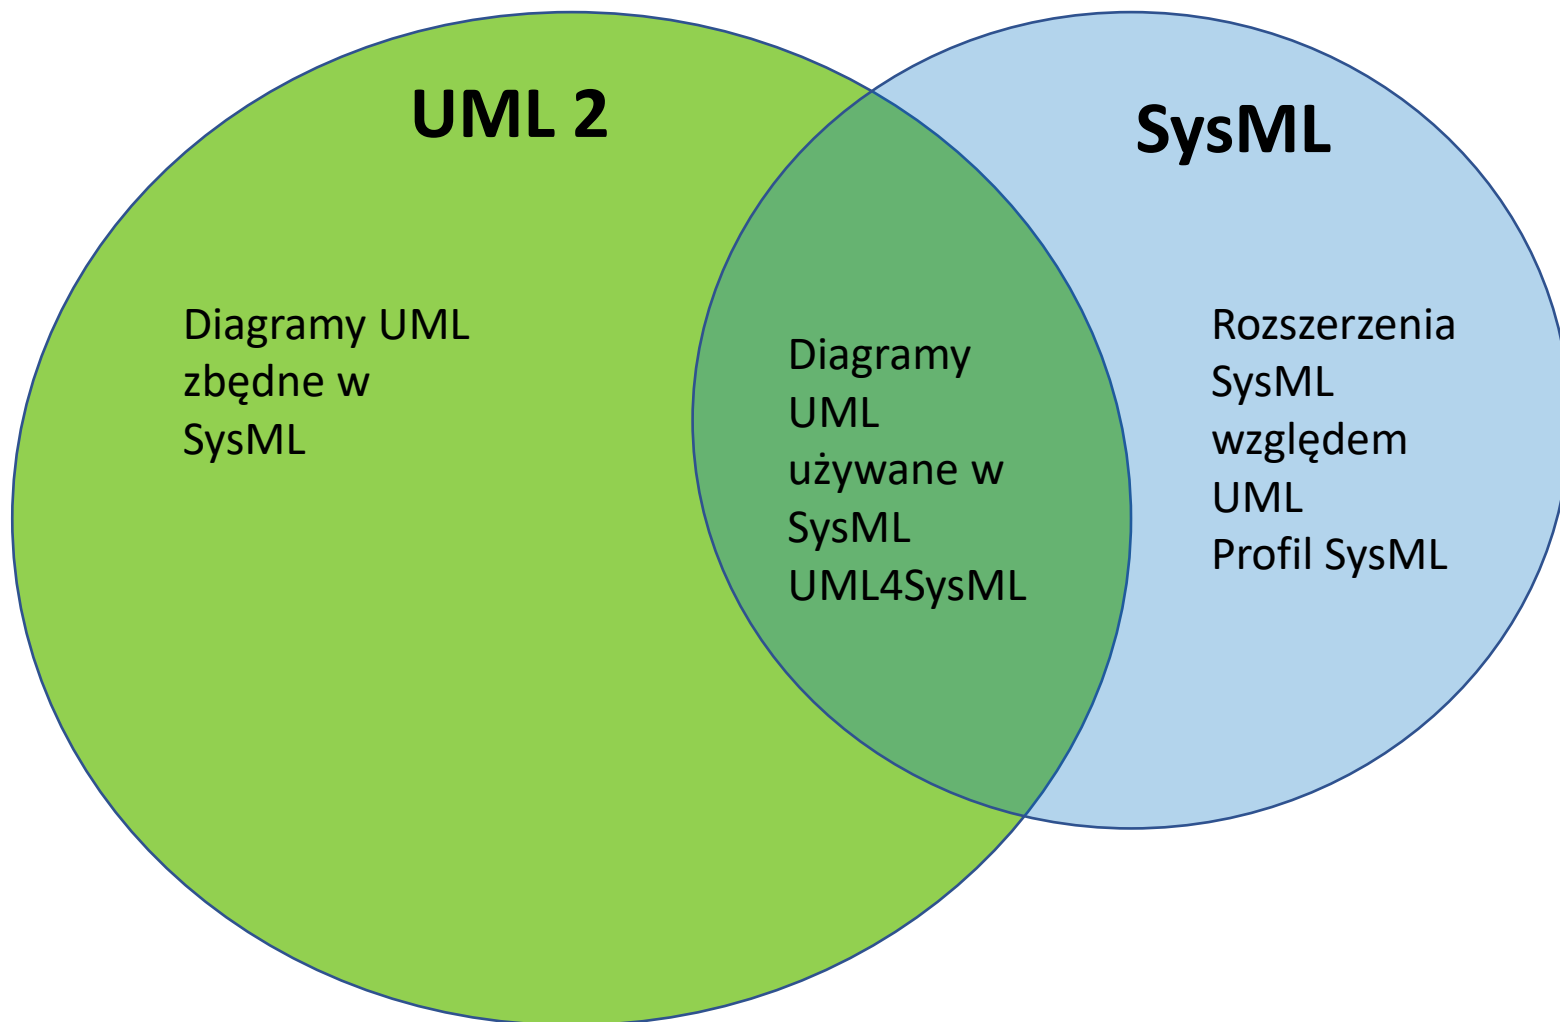 UML 2
SysML
Diagramy UML
zbędne w
SysML
Diagramy
UML
używane w
SysML
UML4SysML
Rozszerzenia
SysML
względem
UML
Profil SysML